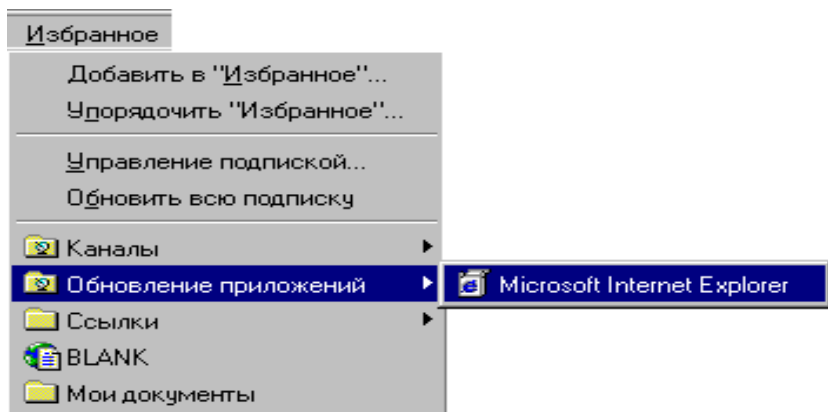 Избранное
Добавить в "Избранное"...
Упорядочить "Избранное"...
Управление подпиской...
Обновить всю подписку
Каналы
Обновление приложений
Microsoft Internet Explorer
Ссылки
BLANK
Мои документы